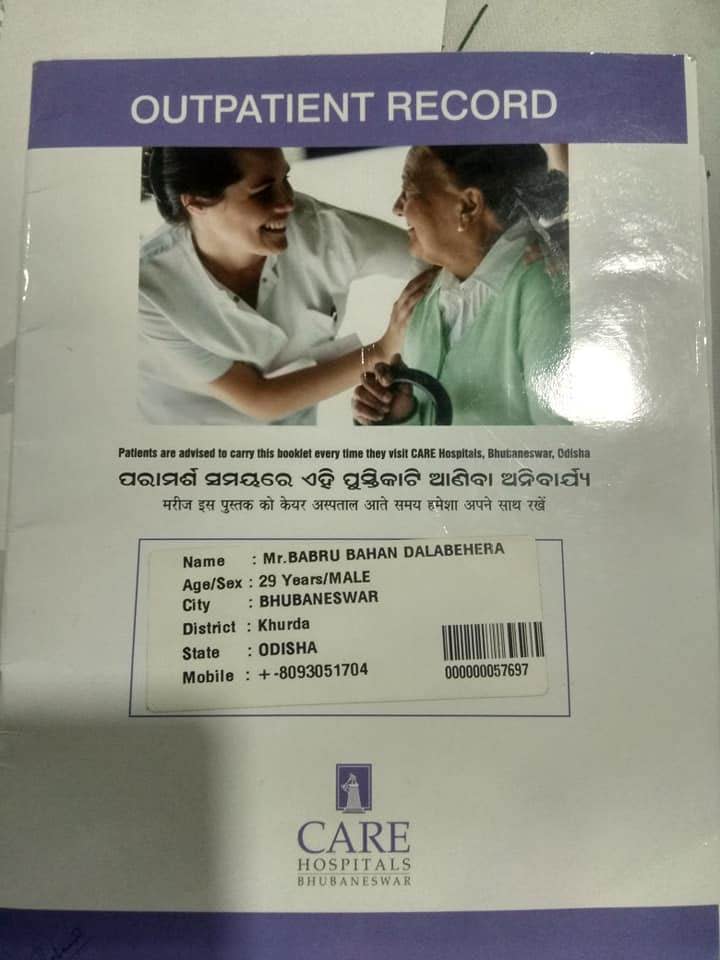 OUTPATIENT RECORD
Patients are advised to carry this booklet every time they visit CARE Hospitals, Bhubaneswar, Odisha
ପରାମର୍ଶ ସମୟରେ ଏହି ପୁସ୍ତିକାଟି ଆଣିବା ଅନିବାର୍ଯ୍ୟ
मरीज इस पुस्तक को केयर अस्पताल आते समय हमेशा अपने साथ रखें
Name : Mr.BABRU BAHAN DALABEHERA
Age/Sex : 29 Years/MALE
City : BHUBANESWAR
District : Khurda
State : ODISHA
Mobile : +-8093051704
000000057697
CARE
HOSPITALS
BHUBANESWAR